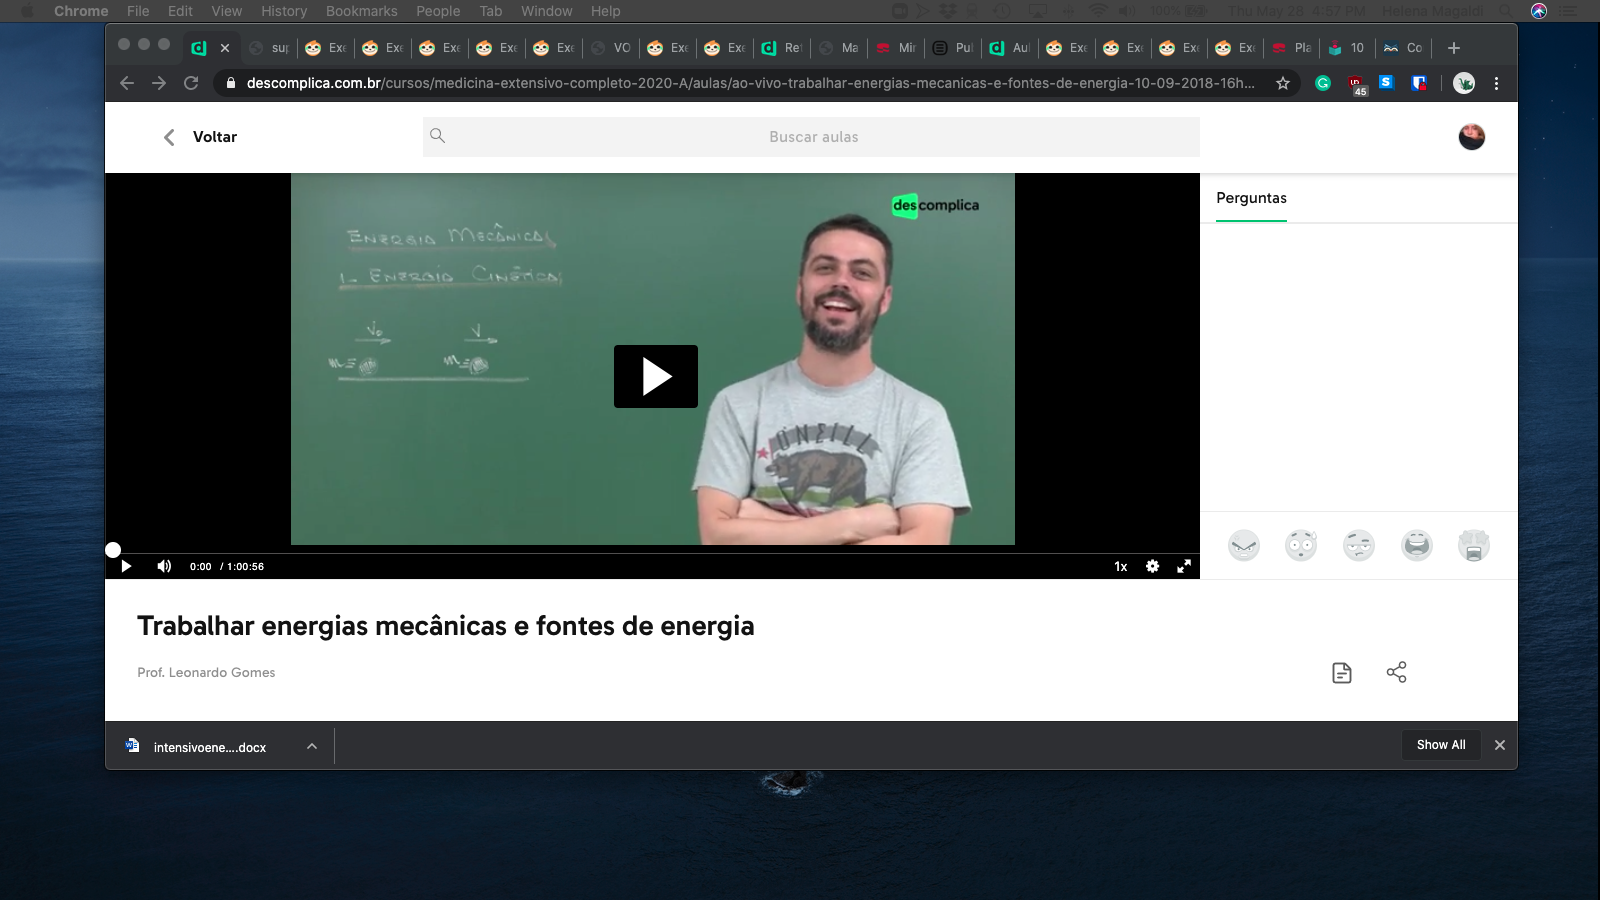 Chrome File Edit View History Bookmarks People Tab Window Help 100% Thu May 28 4:57 PM Helena Magaldi
sup Exe Exe Exe Exe Exe VO Exe Exe Ret Ma Mir Pul Aul Exe Exe Exe Exe Pla 10 Co
descomplica.com.br/cursos/medicina-extensivo-completo-2020-A/aulas/ao-vivo-trabalhar-energias-mecanicas-e-fontes-de-energia-10-09-2018-16h...
45
Voltar
Buscar aulas
Perguntas
descomplica
Energia Mecânica
1- Energia Cinética
V₀ V
m = m =
O'NEILL
0:00 / 1:00:56
1x
Trabalhar energias mecânicas e fontes de energia
Prof. Leonardo Gomes
intensivoene....docx
Show All